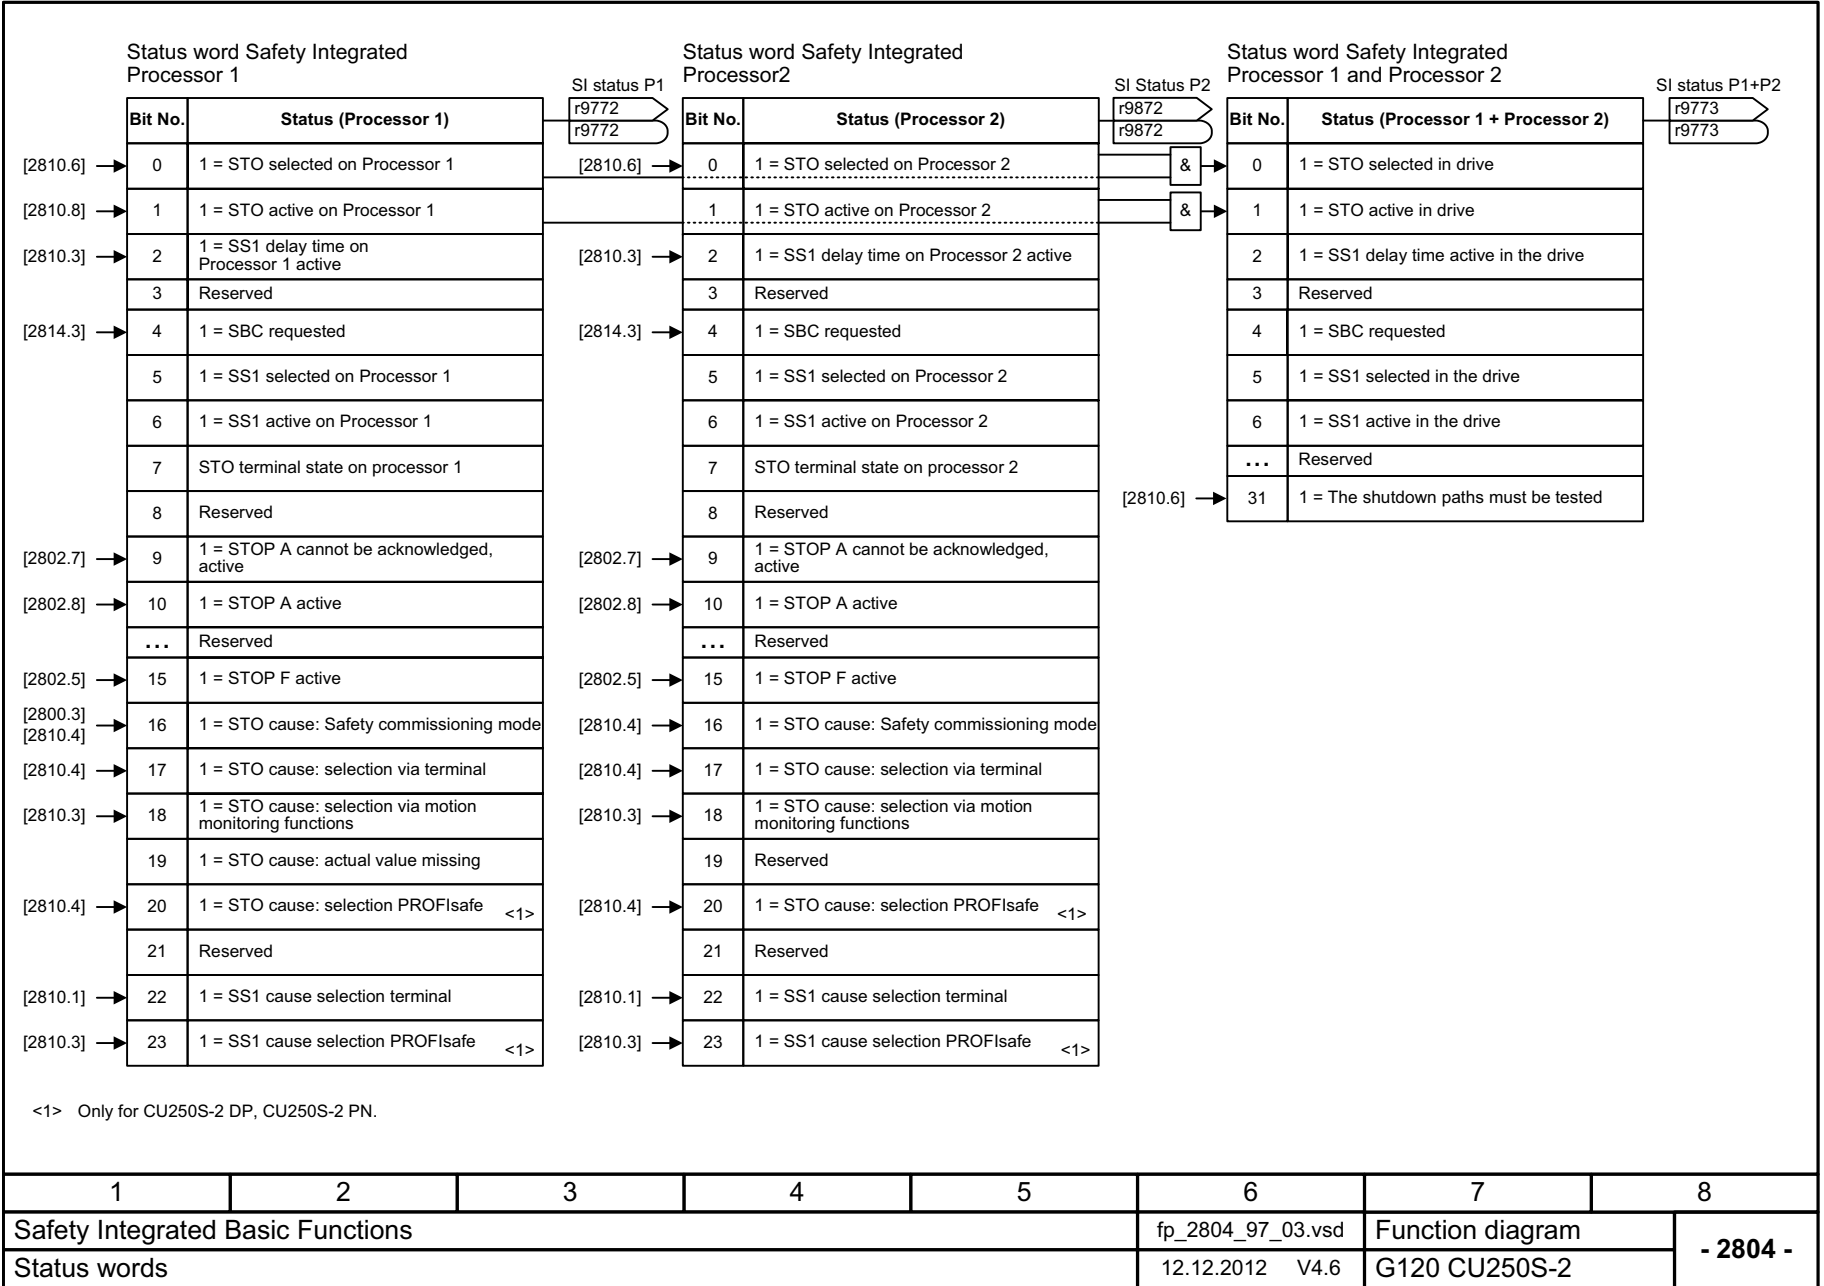 Status word Safety Integrated
Processor 1
SI status P1
r9772
r9772
Bit No. Status (Processor 1)
[2810.6] 0 1 = STO selected on Processor 1
[2810.8] 1 1 = STO active on Processor 1
[2810.3] 2 1 = SS1 delay time on
Processor 1 active
3 Reserved
[2814.3] 4 1 = SBC requested
5 1 = SS1 selected on Processor 1
6 1 = SS1 active on Processor 1
7 STO terminal state on processor 1
8 Reserved
[2802.7] 9 1 = STOP A cannot be acknowledged,
active
[2802.8] 10 1 = STOP A active
... Reserved
[2802.5] 15 1 = STOP F active
[2800.3]
[2810.4] 16 1 = STO cause: Safety commissioning mode
[2810.4] 17 1 = STO cause: selection via terminal
[2810.3] 18 1 = STO cause: selection via motion
monitoring functions
19 1 = STO cause: actual value missing
[2810.4] 20 1 = STO cause: selection PROFIsafe <1>
21 Reserved
[2810.1] 22 1 = SS1 cause selection terminal
[2810.3] 23 1 = SS1 cause selection PROFIsafe <1>
Status word Safety Integrated
Processor2
SI Status P2
r9872
r9872
Bit No. Status (Processor 2)
[2810.6] 0 1 = STO selected on Processor 2
1 1 = STO active on Processor 2
[2810.3] 2 1 = SS1 delay time on Processor 2 active
3 Reserved
[2814.3] 4 1 = SBC requested
5 1 = SS1 selected on Processor 2
6 1 = SS1 active on Processor 2
7 STO terminal state on processor 2
8 Reserved
[2802.7] 9 1 = STOP A cannot be acknowledged,
active
[2802.8] 10 1 = STOP A active
... Reserved
[2802.5] 15 1 = STOP F active
[2810.4] 16 1 = STO cause: Safety commissioning mode
[2810.4] 17 1 = STO cause: selection via terminal
[2810.3] 18 1 = STO cause: selection via motion
monitoring functions
19 Reserved
[2810.4] 20 1 = STO cause: selection PROFIsafe <1>
21 Reserved
[2810.1] 22 1 = SS1 cause selection terminal
[2810.3] 23 1 = SS1 cause selection PROFIsafe <1>
Status word Safety Integrated
Processor 1 and Processor 2
SI status P1+P2
r9773
r9773
Bit No. Status (Processor 1 + Processor 2)
& 0 1 = STO selected in drive
& 1 1 = STO active in drive
2 1 = SS1 delay time active in the drive
3 Reserved
4 1 = SBC requested
5 1 = SS1 selected in the drive
6 1 = SS1 active in the drive
... Reserved
[2810.6] 31 1 = The shutdown paths must be tested
<1> Only for CU250S-2 DP, CU250S-2 PN.
1 2 3 4 5 6 7 8
Safety Integrated Basic Functions fp_2804_97_03.vsd Function diagram
- 2804 -
Status words 12.12.2012 V4.6 G120 CU250S-2